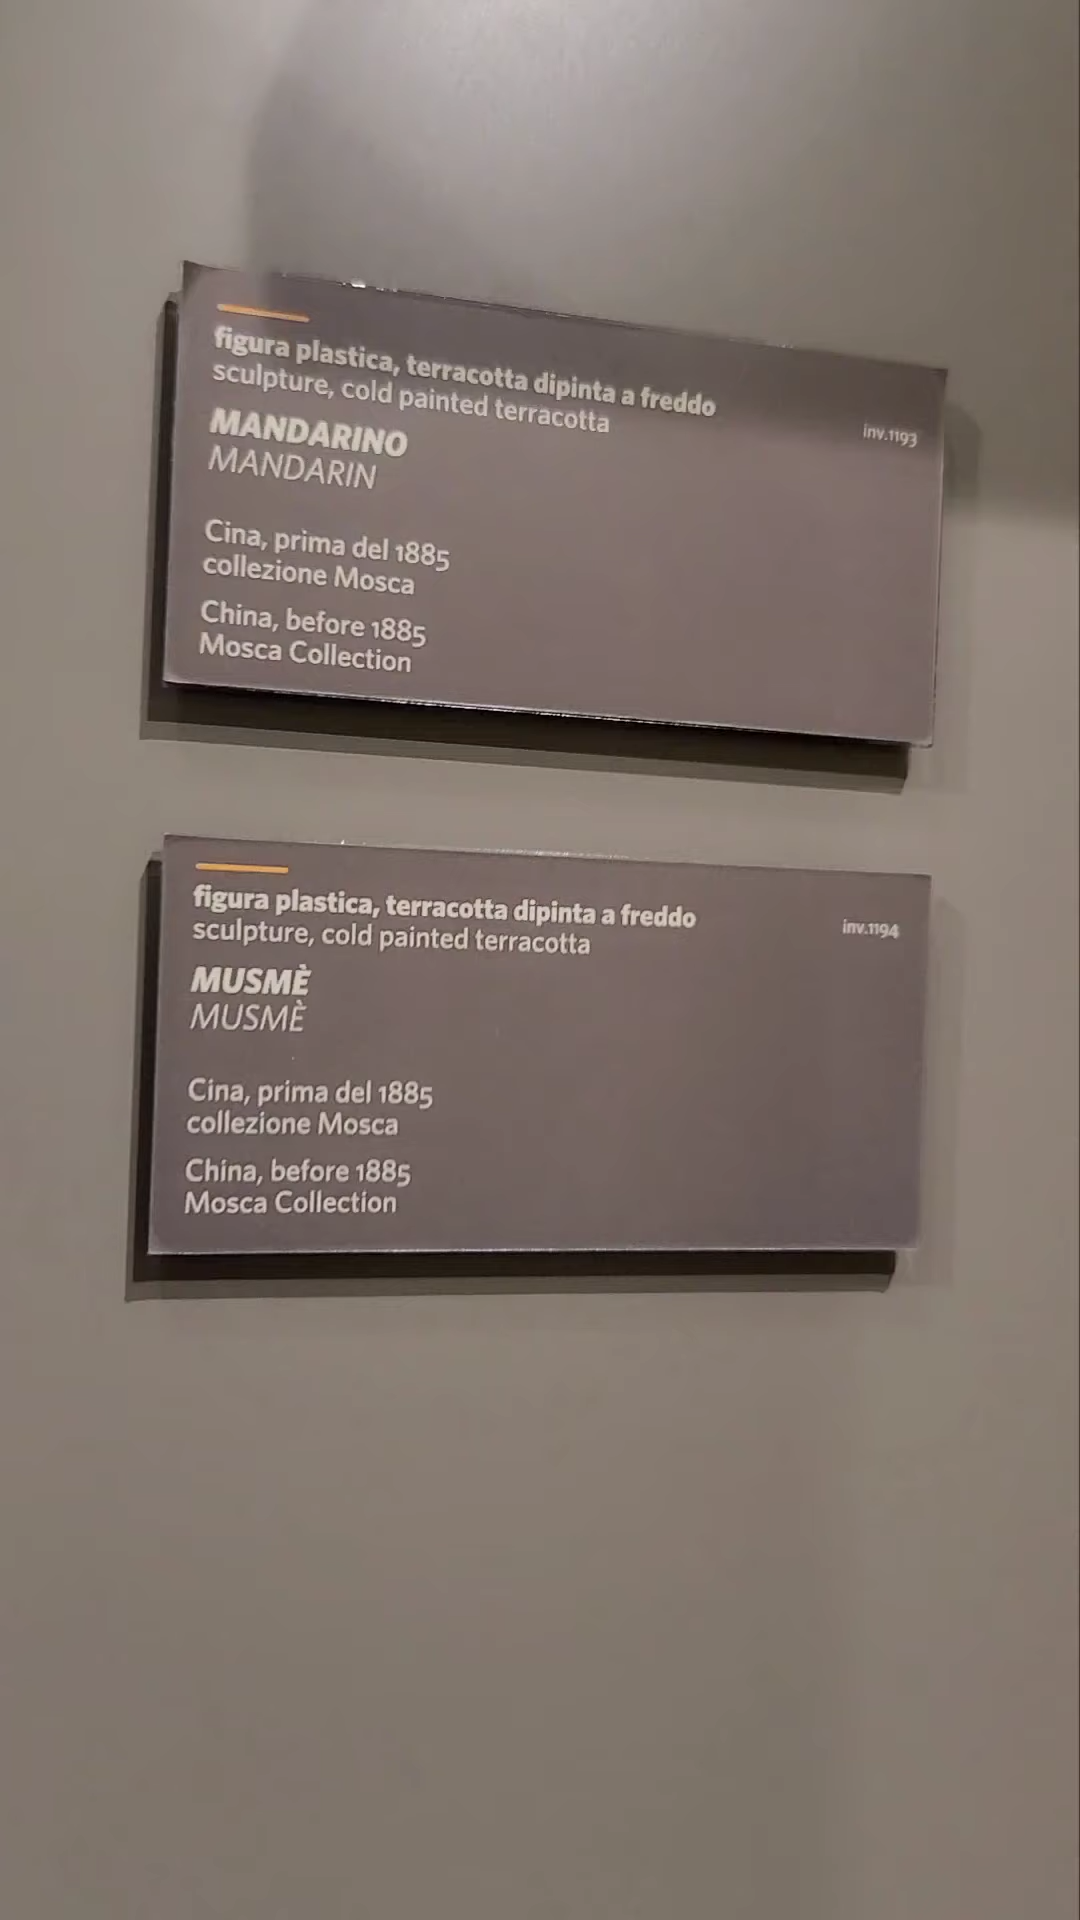 figura plastica, terracotta dipinta a freddo
sculpture, cold painted terracotta
inv.1193
MANDARINO
MANDARIN
Cina, prima del 1885
collezione Mosca
China, before 1885
Mosca Collection
figura plastica, terracotta dipinta a freddo
sculpture, cold painted terracotta
inv.1194
MUSMÈ
MUSMÈ
Cina, prima del 1885
collezione Mosca
China, before 1885
Mosca Collection